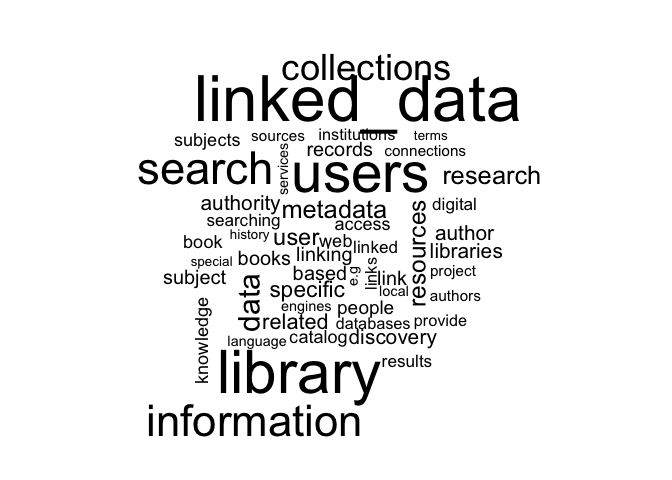 collections
linked_data
subjects sources institutions terms
services records connections
search users research
authority metadata resources digital
searching access author
book history user web linked libraries
special books linking
subject based e.g links link project
data specific local authors
engines people
knowledge related databases provide
language catalog discovery
library results
information